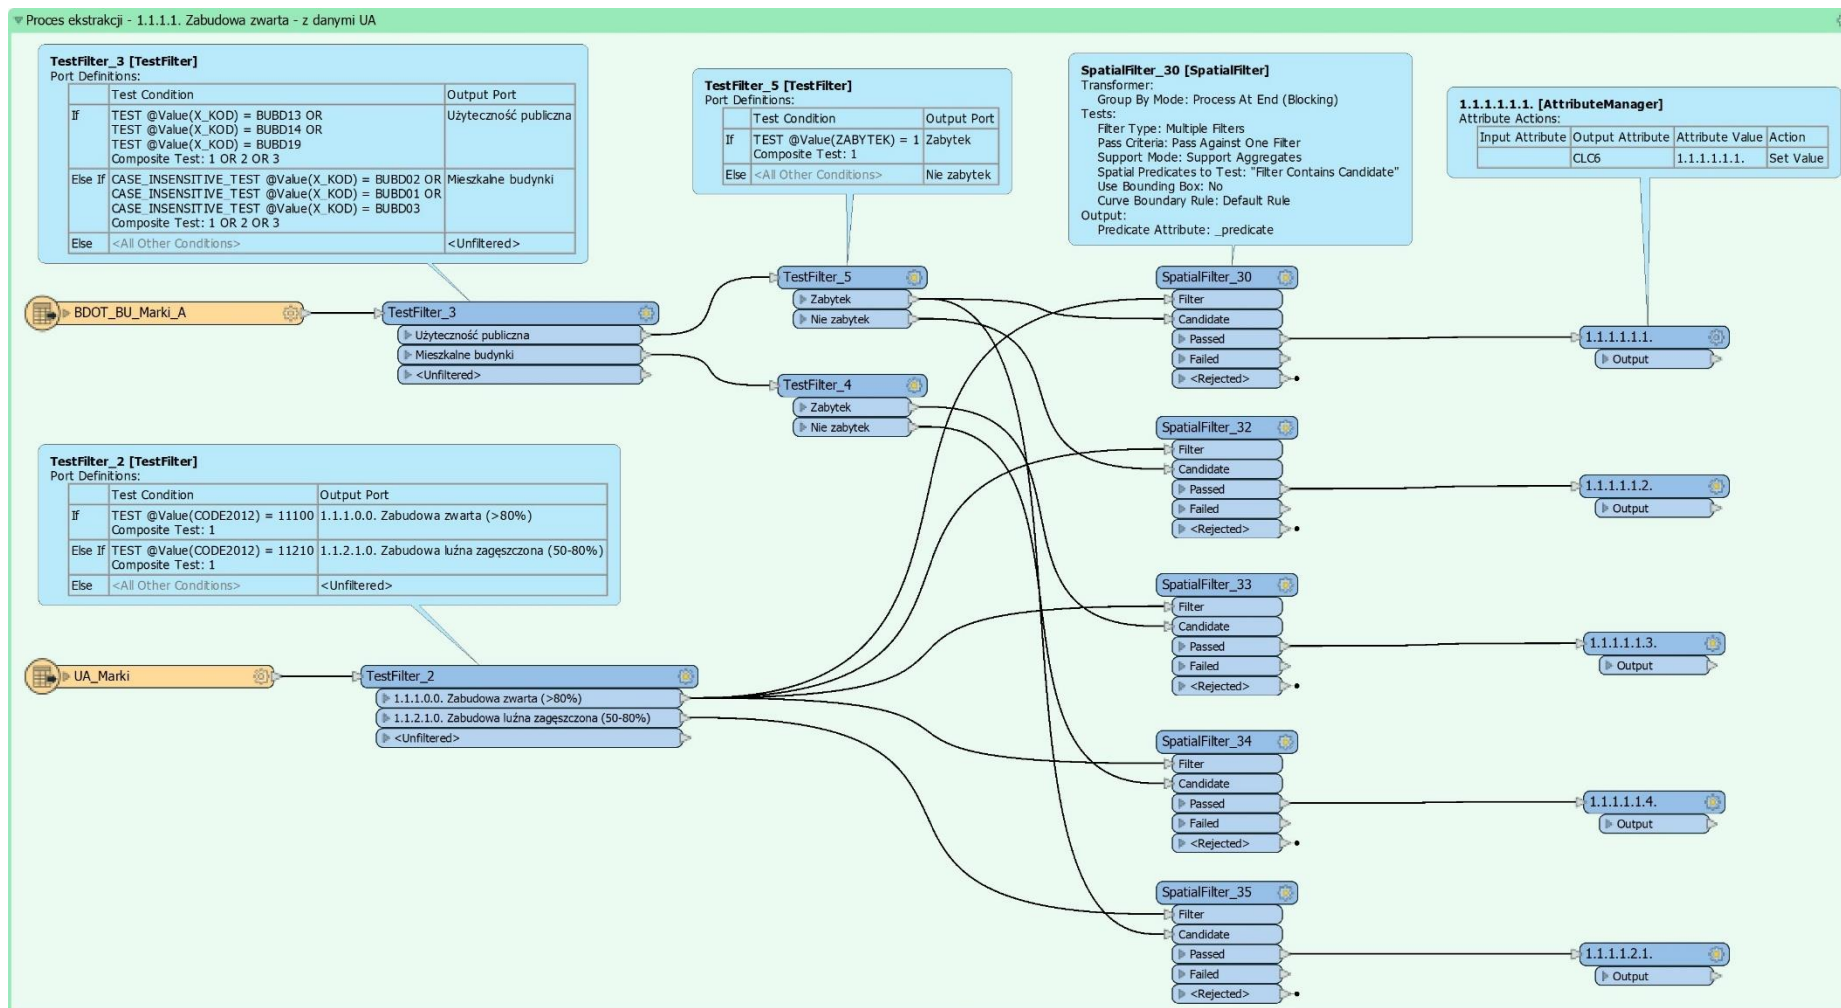 Proces ekstrakcji - 1.1.1.1. Zabudowa zwarta - z danymi UA
TestFilter_3 [TestFilter]
Port Definitions:
Test Condition Output Port
If TEST @Value(X_KOD) = BUBD13 OR Użyteczność publiczna
TEST @Value(X_KOD) = BUBD14 OR
TEST @Value(X_KOD) = BUBD19
Composite Test: 1 OR 2 OR 3
Else If CASE_INSENSITIVE_TEST @Value(X_KOD) = BUBD02 OR Mieszkalne budynki
CASE_INSENSITIVE_TEST @Value(X_KOD) = BUBD01 OR
CASE_INSENSITIVE_TEST @Value(X_KOD) = BUBD03
Composite Test: 1 OR 2 OR 3
Else <All Other Conditions> <Unfiltered>
TestFilter_5 [TestFilter]
Port Definitions:
Test Condition Output Port
If TEST @Value(ZABYTEK) = 1 Zabytek
Composite Test: 1
Else <All Other Conditions> Nie zabytek
SpatialFilter_30 [SpatialFilter]
Transformer:
Group By Mode: Process At End (Blocking)
Tests:
Filter Type: Multiple Filters
Pass Criteria: Pass Against One Filter
Support Mode: Support Aggregates
Spatial Predicates to Test: "Filter Contains Candidate"
Use Bounding Box: No
Curve Boundary Rule: Default Rule
Output:
Predicate Attribute: _predicate
1.1.1.1.1.1. [AttributeManager]
Attribute Actions:
Input Attribute Output Attribute Attribute Value Action
CLC6 1.1.1.1.1.1. Set Value
BDOT_BU_Marki_A
TestFilter_3
Użyteczność publiczna
Mieszkalne budynki
<Unfiltered>
TestFilter_5
Zabytek
Nie zabytek
TestFilter_4
Zabytek
Nie zabytek
TestFilter_2 [TestFilter]
Port Definitions:
Test Condition Output Port
If TEST @Value(CODE2012) = 11100 1.1.1.0.0. Zabudowa zwarta (>80%)
Composite Test: 1
Else If TEST @Value(CODE2012) = 11210 1.1.2.1.0. Zabudowa luźna zagęszczona (50-80%)
Composite Test: 1
Else <All Other Conditions> <Unfiltered>
UA_Marki
TestFilter_2
1.1.1.0.0. Zabudowa zwarta (>80%)
1.1.2.1.0. Zabudowa luźna zagęszczona (50-80%)
<Unfiltered>
SpatialFilter_30
Filter
Candidate
Passed
Failed
<Rejected>
1.1.1.1.1.1.
Output
SpatialFilter_32
Filter
Candidate
Passed
Failed
<Rejected>
1.1.1.1.1.2.
Output
SpatialFilter_33
Filter
Candidate
Passed
Failed
<Rejected>
1.1.1.1.1.3.
Output
SpatialFilter_34
Filter
Candidate
Passed
Failed
<Rejected>
1.1.1.1.1.4.
Output
SpatialFilter_35
Filter
Candidate
Passed
Failed
<Rejected>
1.1.1.1.2.1.
Output